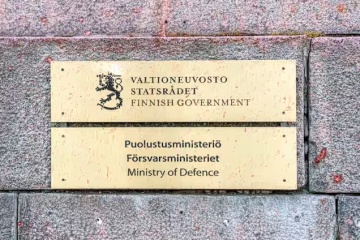 VALTIONEUVOSTO
STATSRÅDET
FINNISH GOVERNMENT
Puolustusministeriö
Försvarsministeriet
Ministry of Defence